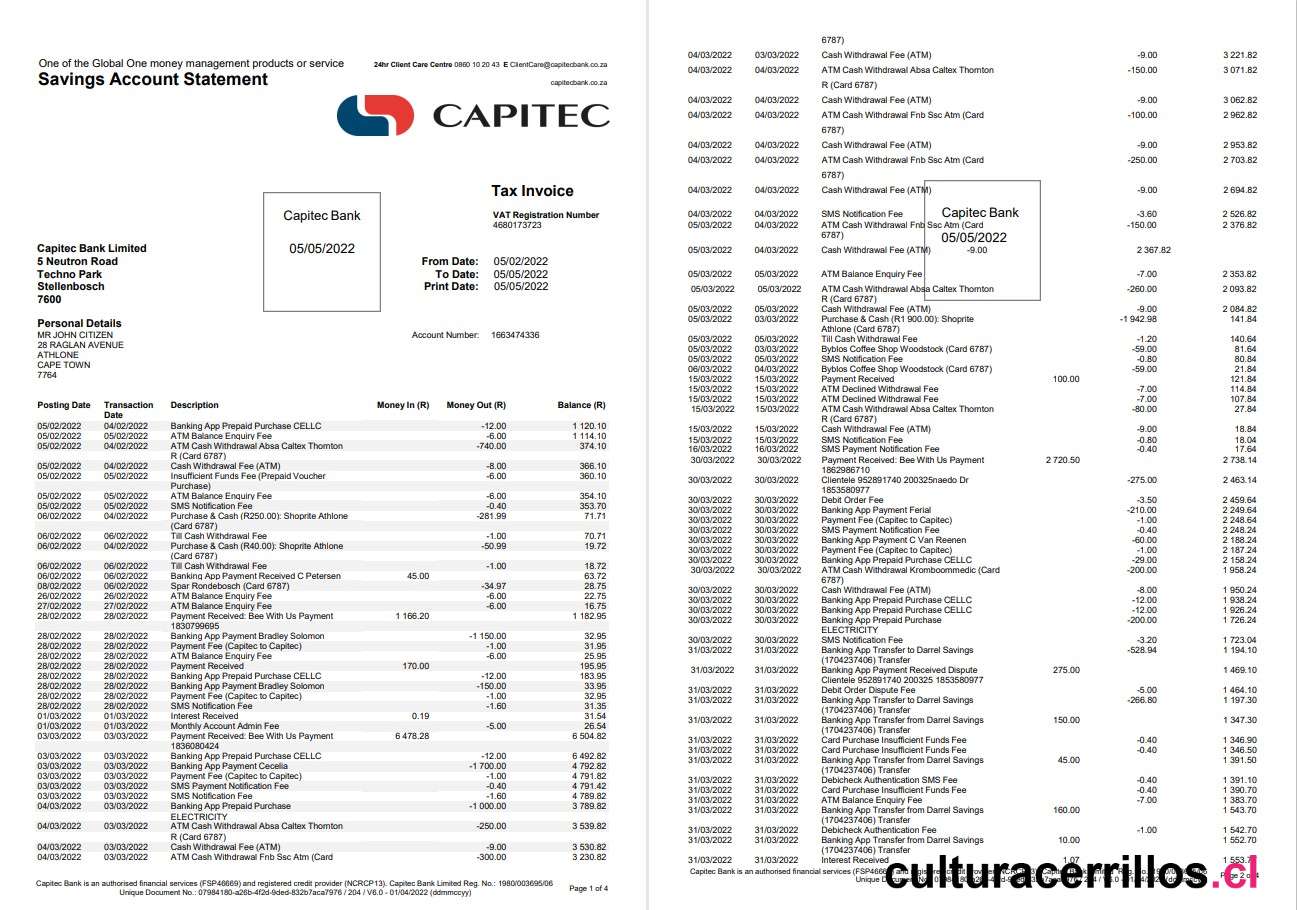 One of the Global One money management products or service
Savings Account Statement
24hr Client Care Centre 0860 10 20 43 E ClientCare@capitecbank.co.za
capitecbank.co.za
CAPITEC
Capitec Bank
05/05/2022
Tax Invoice
VAT Registration Number
4680173723
Capitec Bank Limited
5 Neutron Road
Techno Park
Stellenbosch
7600
From Date: 05/02/2022
To Date: 05/05/2022
Print Date: 05/05/2022
Personal Details
MR JOHN CITIZEN
28 RAGLAN AVENUE
ATHLONE
CAPE TOWN
7764
Account Number: 1663474336
Posting Date Transaction Date Description Money In (R) Money Out (R) Balance (R)
05/02/2022 04/02/2022 Banking App Prepaid Purchase CELLC -12.00 1 120.10
05/02/2022 05/02/2022 ATM Balance Enquiry Fee -6.00 1 114.10
05/02/2022 04/02/2022 ATM Cash Withdrawal Absa Caltex Thornton -740.00 374.10
R (Card 6787)
05/02/2022 04/02/2022 Cash Withdrawal Fee (ATM) -8.00 366.10
05/02/2022 05/02/2022 Insufficient Funds Fee (Prepaid Voucher -6.00 360.10
Purchase)
05/02/2022 05/02/2022 ATM Balance Enquiry Fee -6.00 354.10
05/02/2022 05/02/2022 SMS Notification Fee -0.40 353.70
06/02/2022 04/02/2022 Purchase & Cash (R250.00): Shoprite Athlone -281.99 71.71
(Card 6787)
06/02/2022 06/02/2022 Till Cash Withdrawal Fee -1.00 70.71
06/02/2022 04/02/2022 Purchase & Cash (R40.00): Shoprite Athlone -50.99 19.72
(Card 6787)
06/02/2022 06/02/2022 Till Cash Withdrawal Fee -1.00 18.72
06/02/2022 06/02/2022 Banking App Payment Received C Petersen 45.00 63.72
08/02/2022 06/02/2022 Spar Rondebosch (Card 6787) -34.97 28.75
26/02/2022 26/02/2022 ATM Balance Enquiry Fee -6.00 22.75
27/02/2022 27/02/2022 ATM Balance Enquiry Fee -6.00 16.75
28/02/2022 28/02/2022 Payment Received: Bee With Us Payment 1 166.20 1 182.95
1830799695
28/02/2022 28/02/2022 Banking App Payment Bradley Solomon -1 150.00 32.95
28/02/2022 28/02/2022 Payment Fee (Capitec to Capitec) -1.00 31.95
28/02/2022 28/02/2022 ATM Balance Enquiry Fee -6.00 25.95
28/02/2022 28/02/2022 Payment Received 170.00 195.95
28/02/2022 28/02/2022 Banking App Prepaid Purchase CELLC -12.00 183.95
28/02/2022 28/02/2022 Banking App Payment Bradley Solomon -150.00 33.95
28/02/2022 28/02/2022 Payment Fee (Capitec to Capitec) -1.00 32.95
28/02/2022 28/02/2022 SMS Notification Fee -1.60 31.35
01/03/2022 01/03/2022 Interest Received 0.19 31.54
01/03/2022 01/03/2022 Monthly Account Admin Fee -5.00 26.54
03/03/2022 03/03/2022 Payment Received: Bee With Us Payment 6 478.28 6 504.82
1836080424
03/03/2022 03/03/2022 Banking App Prepaid Purchase CELLC -12.00 6 492.82
03/03/2022 03/03/2022 Banking App Payment Cecelia -1 700.00 4 792.82
03/03/2022 03/03/2022 Payment Fee (Capitec to Capitec) -1.00 4 791.82
03/03/2022 03/03/2022 SMS Payment Notification Fee -0.40 4 791.42
03/03/2022 03/03/2022 SMS Notification Fee -1.60 4 789.82
04/03/2022 03/03/2022 Banking App Prepaid Purchase -1 000.00 3 789.82
ELECTRICITY
04/03/2022 03/03/2022 ATM Cash Withdrawal Absa Caltex Thornton -250.00 3 539.82
R (Card 6787)
04/03/2022 03/03/2022 Cash Withdrawal Fee (ATM) -9.00 3 530.82
04/03/2022 03/03/2022 ATM Cash Withdrawal Fnb Ssc Atm (Card -300.00 3 230.82
Capitec Bank is an authorised financial services (FSP46669) and registered credit provider (NCRCP13). Capitec Bank Limited Reg. No.: 1980/003695/06
Unique Document No.: 07984180-a26b-4f2d-9ded-832b7aca7976 / 204 / V6.0 - 01/04/2022 (ddmmccyy)
Page 1 of 4
6787)
04/03/2022 03/03/2022 Cash Withdrawal Fee (ATM) -9.00 3 221.82
04/03/2022 04/03/2022 ATM Cash Withdrawal Absa Caltex Thornton -150.00 3 071.82
R (Card 6787)
04/03/2022 04/03/2022 Cash Withdrawal Fee (ATM) -9.00 3 062.82
04/03/2022 04/03/2022 ATM Cash Withdrawal Fnb Ssc Atm (Card -100.00 2 962.82
6787)
04/03/2022 04/03/2022 Cash Withdrawal Fee (ATM) -9.00 2 953.82
04/03/2022 04/03/2022 ATM Cash Withdrawal Fnb Ssc Atm (Card -250.00 2 703.82
6787)
04/03/2022 04/03/2022 Cash Withdrawal Fee (ATM) -9.00 2 694.82
Capitec Bank
05/05/2022
04/03/2022 04/03/2022 SMS Notification Fee -3.60 2 526.82
05/03/2022 04/03/2022 ATM Cash Withdrawal Fnb Ssc Atm (Card -150.00 2 376.82
6787)
05/03/2022 04/03/2022 Cash Withdrawal Fee (ATM) -9.00 2 367.82
05/03/2022 05/03/2022 ATM Balance Enquiry Fee -7.00 2 353.82
05/03/2022 05/03/2022 ATM Cash Withdrawal Absa Caltex Thornton -260.00 2 093.82
R (Card 6787)
05/03/2022 05/03/2022 Cash Withdrawal Fee (ATM) -9.00 2 084.82
05/03/2022 03/03/2022 Purchase & Cash (R1 900.00): Shoprite -1 942.98 141.84
Athlone (Card 6787)
05/03/2022 05/03/2022 Till Cash Withdrawal Fee -1.20 140.64
05/03/2022 03/03/2022 Byblos Coffee Shop Woodstock (Card 6787) -59.00 81.64
05/03/2022 05/03/2022 SMS Notification Fee -0.80 80.84
06/03/2022 04/03/2022 Byblos Coffee Shop Woodstock (Card 6787) -59.00 21.84
15/03/2022 15/03/2022 Payment Received 100.00 121.84
15/03/2022 15/03/2022 ATM Declined Withdrawal Fee -7.00 114.84
15/03/2022 15/03/2022 ATM Declined Withdrawal Fee -7.00 107.84
15/03/2022 15/03/2022 ATM Cash Withdrawal Absa Caltex Thornton -80.00 27.84
R (Card 6787)
15/03/2022 15/03/2022 Cash Withdrawal Fee (ATM) -9.00 18.84
15/03/2022 15/03/2022 SMS Notification Fee -0.80 18.04
16/03/2022 16/03/2022 SMS Payment Notification Fee -0.40 17.64
30/03/2022 30/03/2022 Payment Received: Bee With Us Payment 2 720.50 2 738.14
1862986710
30/03/2022 30/03/2022 Clientele 952891740 200325naedo Dr -275.00 2 463.14
1853580977
30/03/2022 30/03/2022 Debit Order Fee -3.50 2 459.64
30/03/2022 30/03/2022 Banking App Payment Ferial -210.00 2 249.64
30/03/2022 30/03/2022 Payment Fee (Capitec to Capitec) -1.00 2 248.64
30/03/2022 30/03/2022 SMS Payment Notification Fee -0.40 2 248.24
30/03/2022 30/03/2022 Banking App Payment C Van Reenen -60.00 2 188.24
30/03/2022 30/03/2022 Payment Fee (Capitec to Capitec) -1.00 2 187.24
30/03/2022 30/03/2022 Banking App Prepaid Purchase CELLC -29.00 2 158.24
30/03/2022 30/03/2022 ATM Cash Withdrawal Kromboommedic (Card -200.00 1 958.24
6787)
30/03/2022 30/03/2022 Cash Withdrawal Fee (ATM) -8.00 1 950.24
30/03/2022 30/03/2022 Banking App Prepaid Purchase CELLC -12.00 1 938.24
30/03/2022 30/03/2022 Banking App Prepaid Purchase CELLC -12.00 1 926.24
30/03/2022 30/03/2022 Banking App Prepaid Purchase -200.00 1 726.24
ELECTRICITY
30/03/2022 30/03/2022 SMS Notification Fee -3.20 1 723.04
31/03/2022 31/03/2022 Banking App Transfer to Darrel Savings -528.94 1 194.10
(1704237406) Transfer
31/03/2022 31/03/2022 Banking App Payment Received Dispute 275.00 1 469.10
Clientele 952891740 200325 1853580977
31/03/2022 31/03/2022 Debit Order Dispute Fee -5.00 1 464.10
31/03/2022 31/03/2022 Banking App Transfer to Darrel Savings -266.80 1 197.30
(1704237406) Transfer
31/03/2022 31/03/2022 Banking App Transfer from Darrel Savings 150.00 1 347.30
(1704237406) Transfer
31/03/2022 31/03/2022 Card Purchase Insufficient Funds Fee -0.40 1 346.90
31/03/2022 31/03/2022 Card Purchase Insufficient Funds Fee -0.40 1 346.50
31/03/2022 31/03/2022 Banking App Transfer from Darrel Savings 45.00 1 391.50
(1704237406) Transfer
31/03/2022 31/03/2022 Debicheck Authentication SMS Fee -0.40 1 391.10
31/03/2022 31/03/2022 Card Purchase Insufficient Funds Fee -0.40 1 390.70
31/03/2022 31/03/2022 ATM Balance Enquiry Fee -7.00 1 383.70
31/03/2022 31/03/2022 Banking App Transfer from Darrel Savings 160.00 1 543.70
(1704237406) Transfer
31/03/2022 31/03/2022 Debicheck Authentication Fee -1.00 1 542.70
31/03/2022 31/03/2022 Banking App Transfer from Darrel Savings 10.00 1 552.70
(1704237406) Transfer
31/03/2022 31/03/2022 Interest Received 1.07
Capitec Bank is an authorised financial services
culturacerrillos.cl